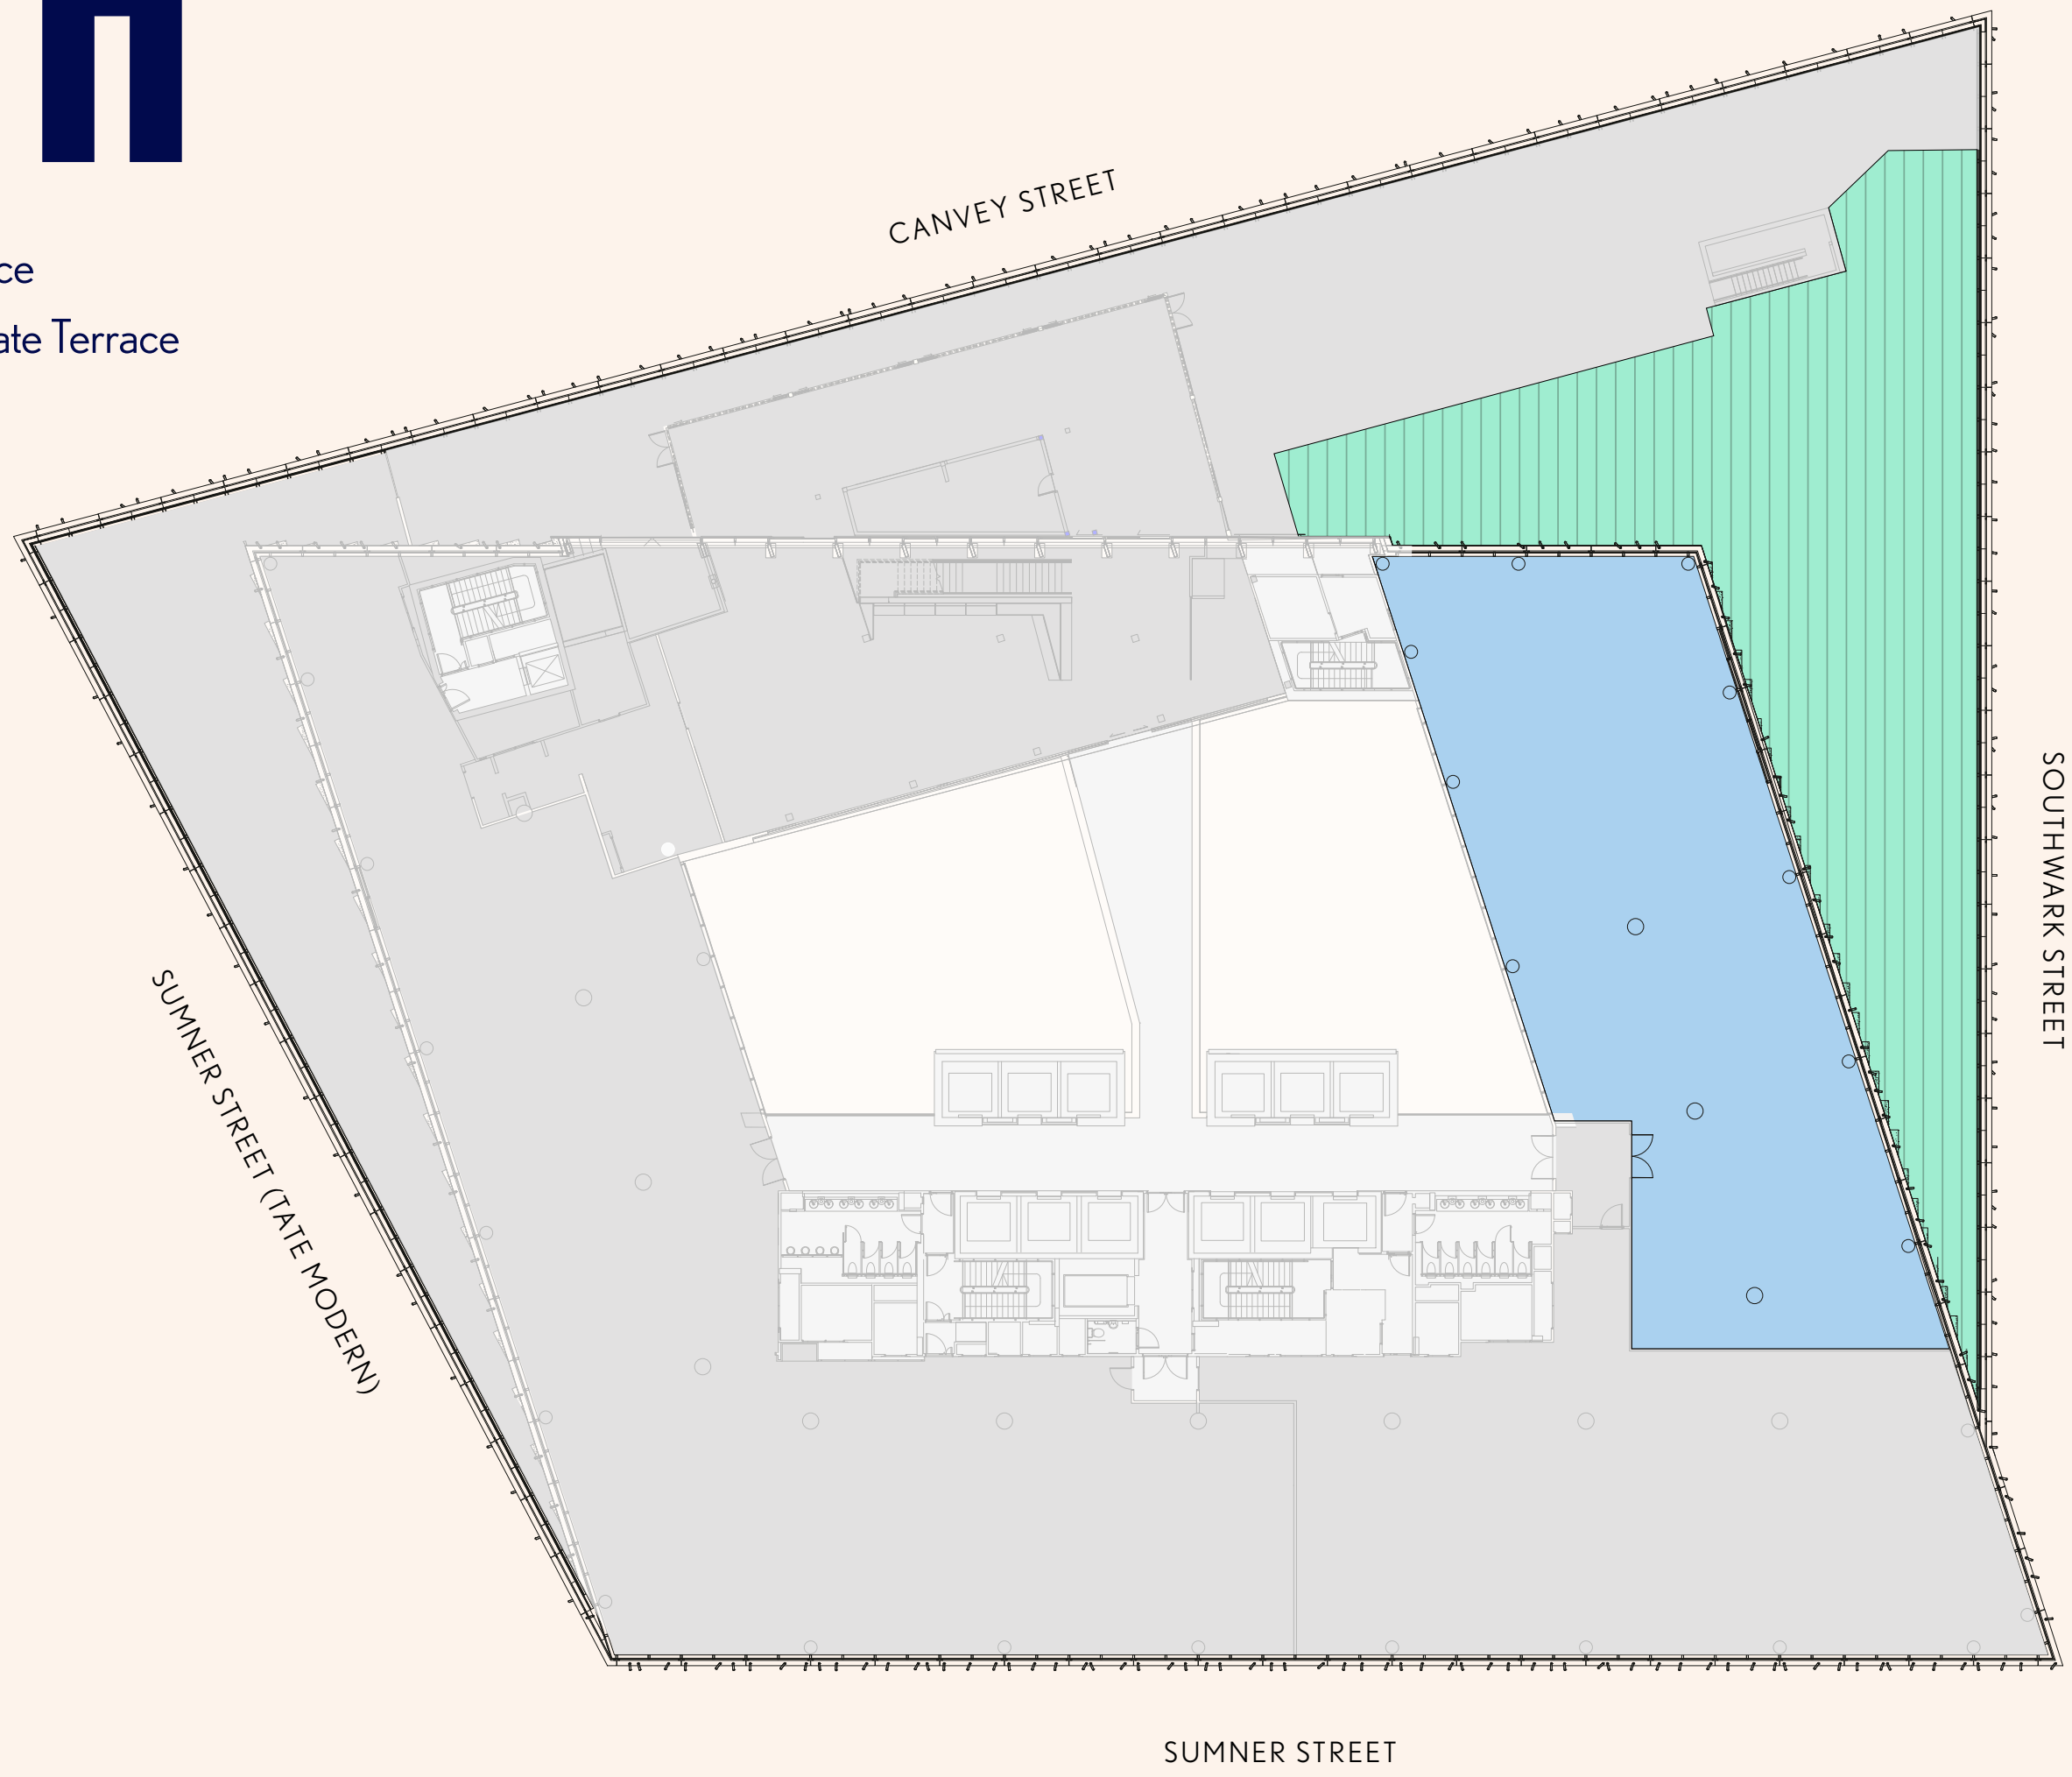 ce
ate Terrace
CANVEY STREET
SOUTHWARK STREET
SUMNER STREET (TATE MODERN)
SUMNER STREET